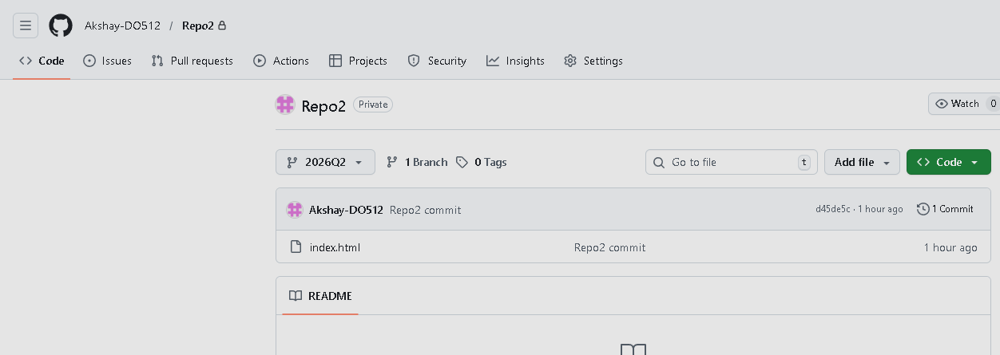 Akshay-DO512 / Repo2
Code Issues Pull requests Actions Projects Security Insights Settings
Repo2 Private Watch 0
2026Q2 1 Branch 0 Tags Go to file t Add file Code
Akshay-DO512 Repo2 commit d45de5c · 1 hour ago 1 Commit
index.html Repo2 commit 1 hour ago
README